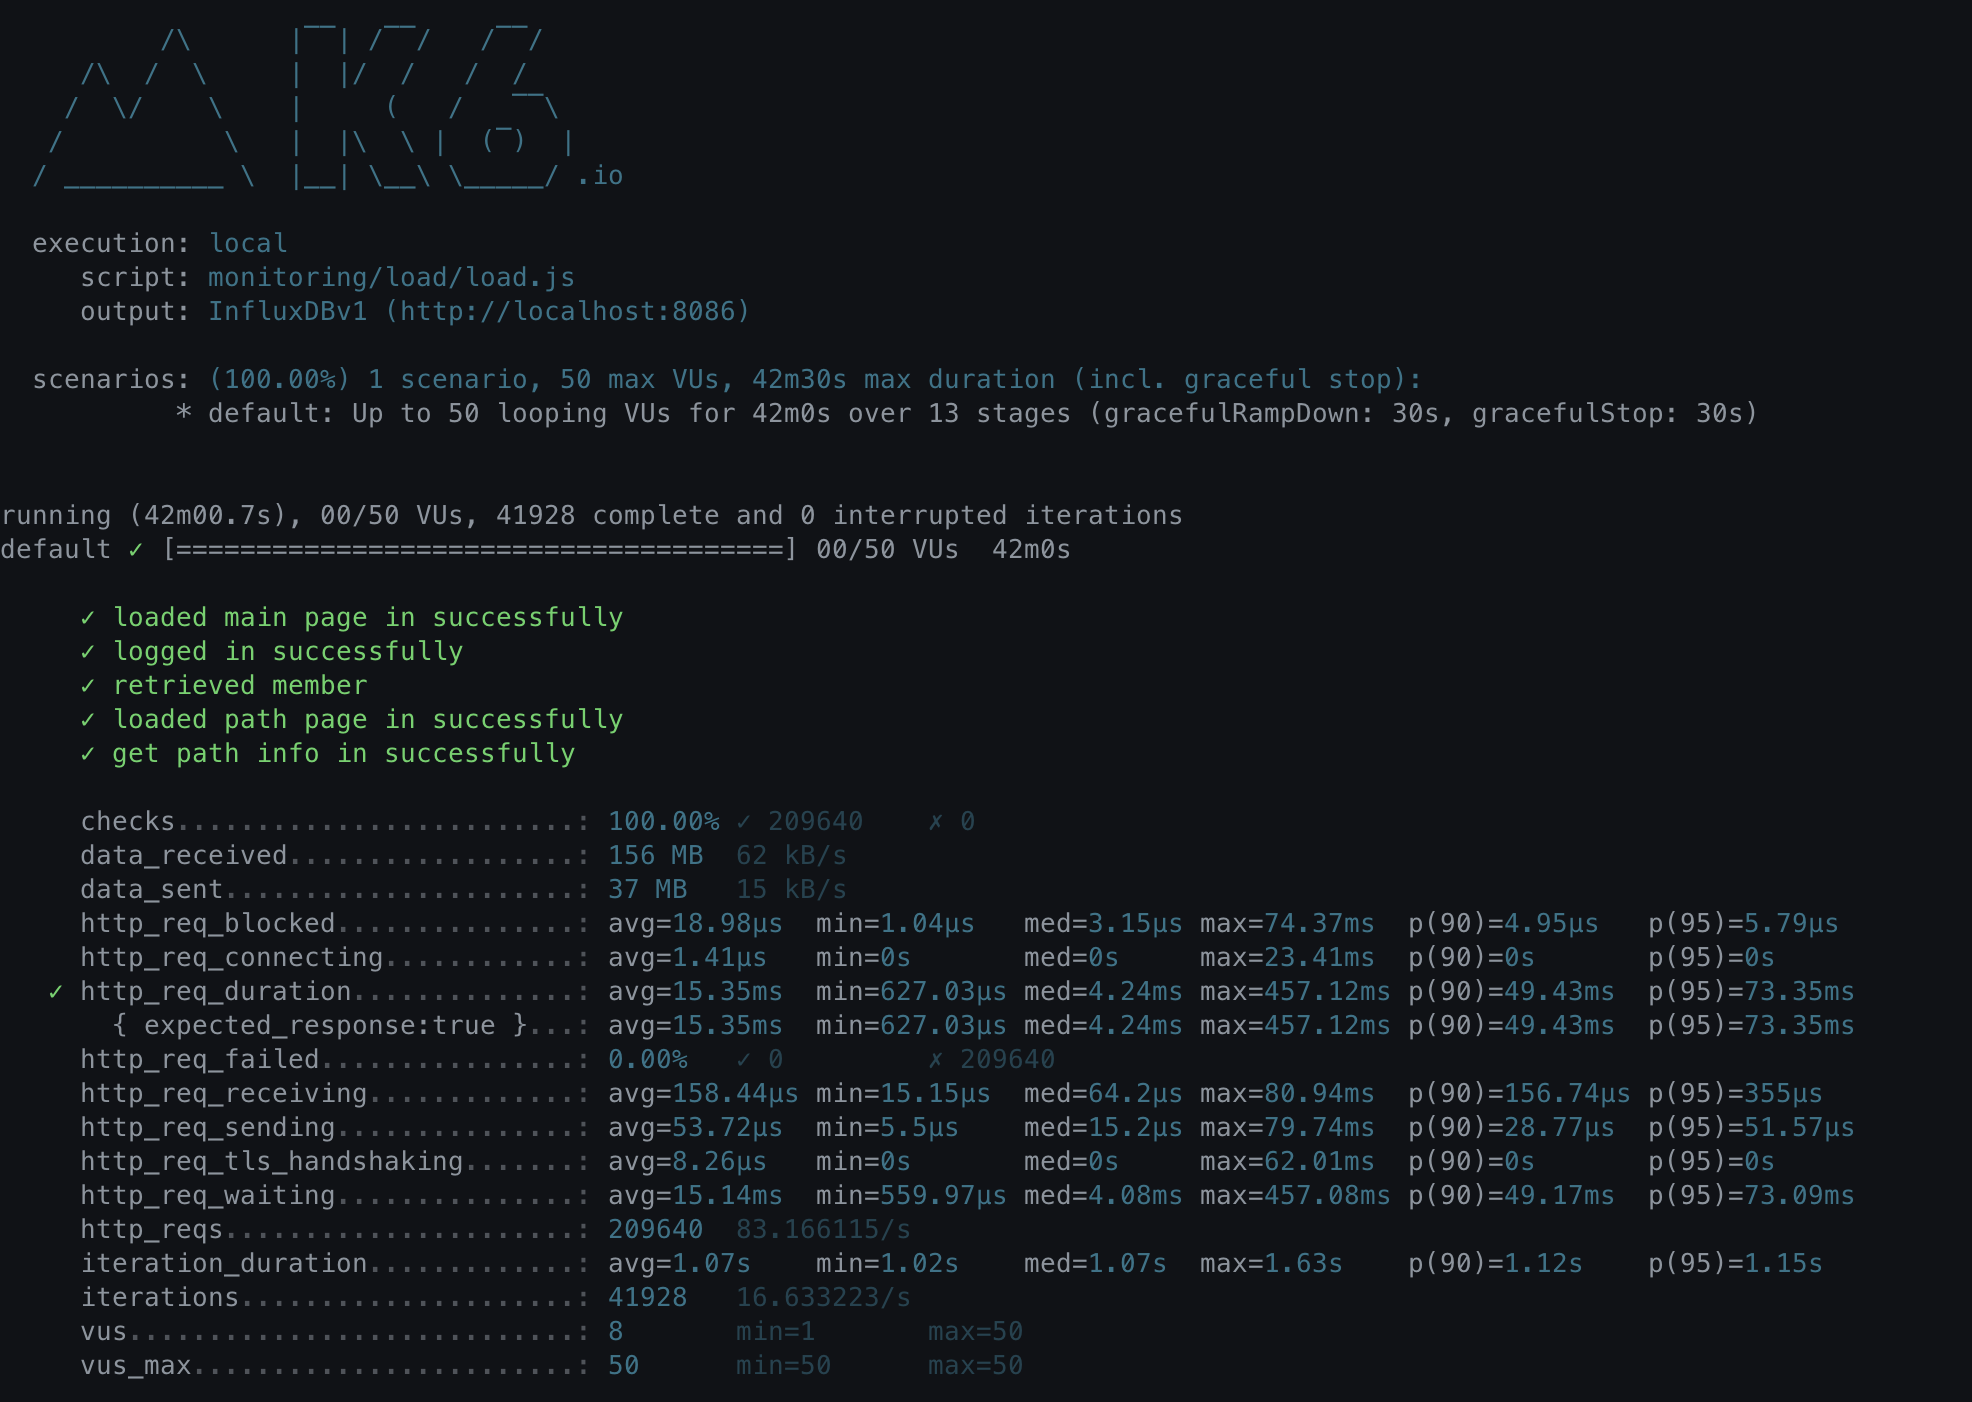 /\      |‾‾| /‾‾/   /‾‾/
     /\  /  \     |  |/  /   /  /
    /  \/    \    |     (   /   ‾‾\
   /          \   |  |\  \ |  (‾)  |
  / __________ \  |__| \__\ \_____/ .io
execution: local
script: monitoring/load/load.js
output: InfluxDBv1 (http://localhost:8086)
scenarios: (100.00%) 1 scenario, 50 max VUs, 42m30s max duration (incl. graceful stop):
* default: Up to 50 looping VUs for 42m0s over 13 stages (gracefulRampDown: 30s, gracefulStop: 30s)
running (42m00.7s), 00/50 VUs, 41928 complete and 0 interrupted iterations
default ✓ [======================================] 00/50 VUs  42m0s
✓ loaded main page in successfully
✓ logged in successfully
✓ retrieved member
✓ loaded path page in successfully
✓ get path info in successfully
checks.........................: 100.00% ✓ 209640    ✗ 0
data_received..................: 156 MB  62 kB/s
data_sent......................: 37 MB   15 kB/s
http_req_blocked...............: avg=18.98µs  min=1.04µs   med=3.15µs max=74.37ms  p(90)=4.95µs   p(95)=5.79µs
http_req_connecting............: avg=1.41µs   min=0s       med=0s     max=23.41ms  p(90)=0s       p(95)=0s
✓ http_req_duration..............: avg=15.35ms  min=627.03µs med=4.24ms max=457.12ms p(90)=49.43ms  p(95)=73.35ms
{ expected_response:true }...: avg=15.35ms  min=627.03µs med=4.24ms max=457.12ms p(90)=49.43ms  p(95)=73.35ms
http_req_failed................: 0.00%   ✓ 0         ✗ 209640
http_req_receiving.............: avg=158.44µs min=15.15µs  med=64.2µs max=80.94ms  p(90)=156.74µs p(95)=355µs
http_req_sending...............: avg=53.72µs  min=5.5µs    med=15.2µs max=79.74ms  p(90)=28.77µs  p(95)=51.57µs
http_req_tls_handshaking.......: avg=8.26µs   min=0s       med=0s     max=62.01ms  p(90)=0s       p(95)=0s
http_req_waiting...............: avg=15.14ms  min=559.97µs med=4.08ms max=457.08ms p(90)=49.17ms  p(95)=73.09ms
http_reqs......................: 209640  83.166115/s
iteration_duration.............: avg=1.07s    min=1.02s    med=1.07s  max=1.63s    p(90)=1.12s    p(95)=1.15s
iterations.....................: 41928   16.633223/s
vus............................: 8       min=1       max=50
vus_max........................: 50      min=50      max=50